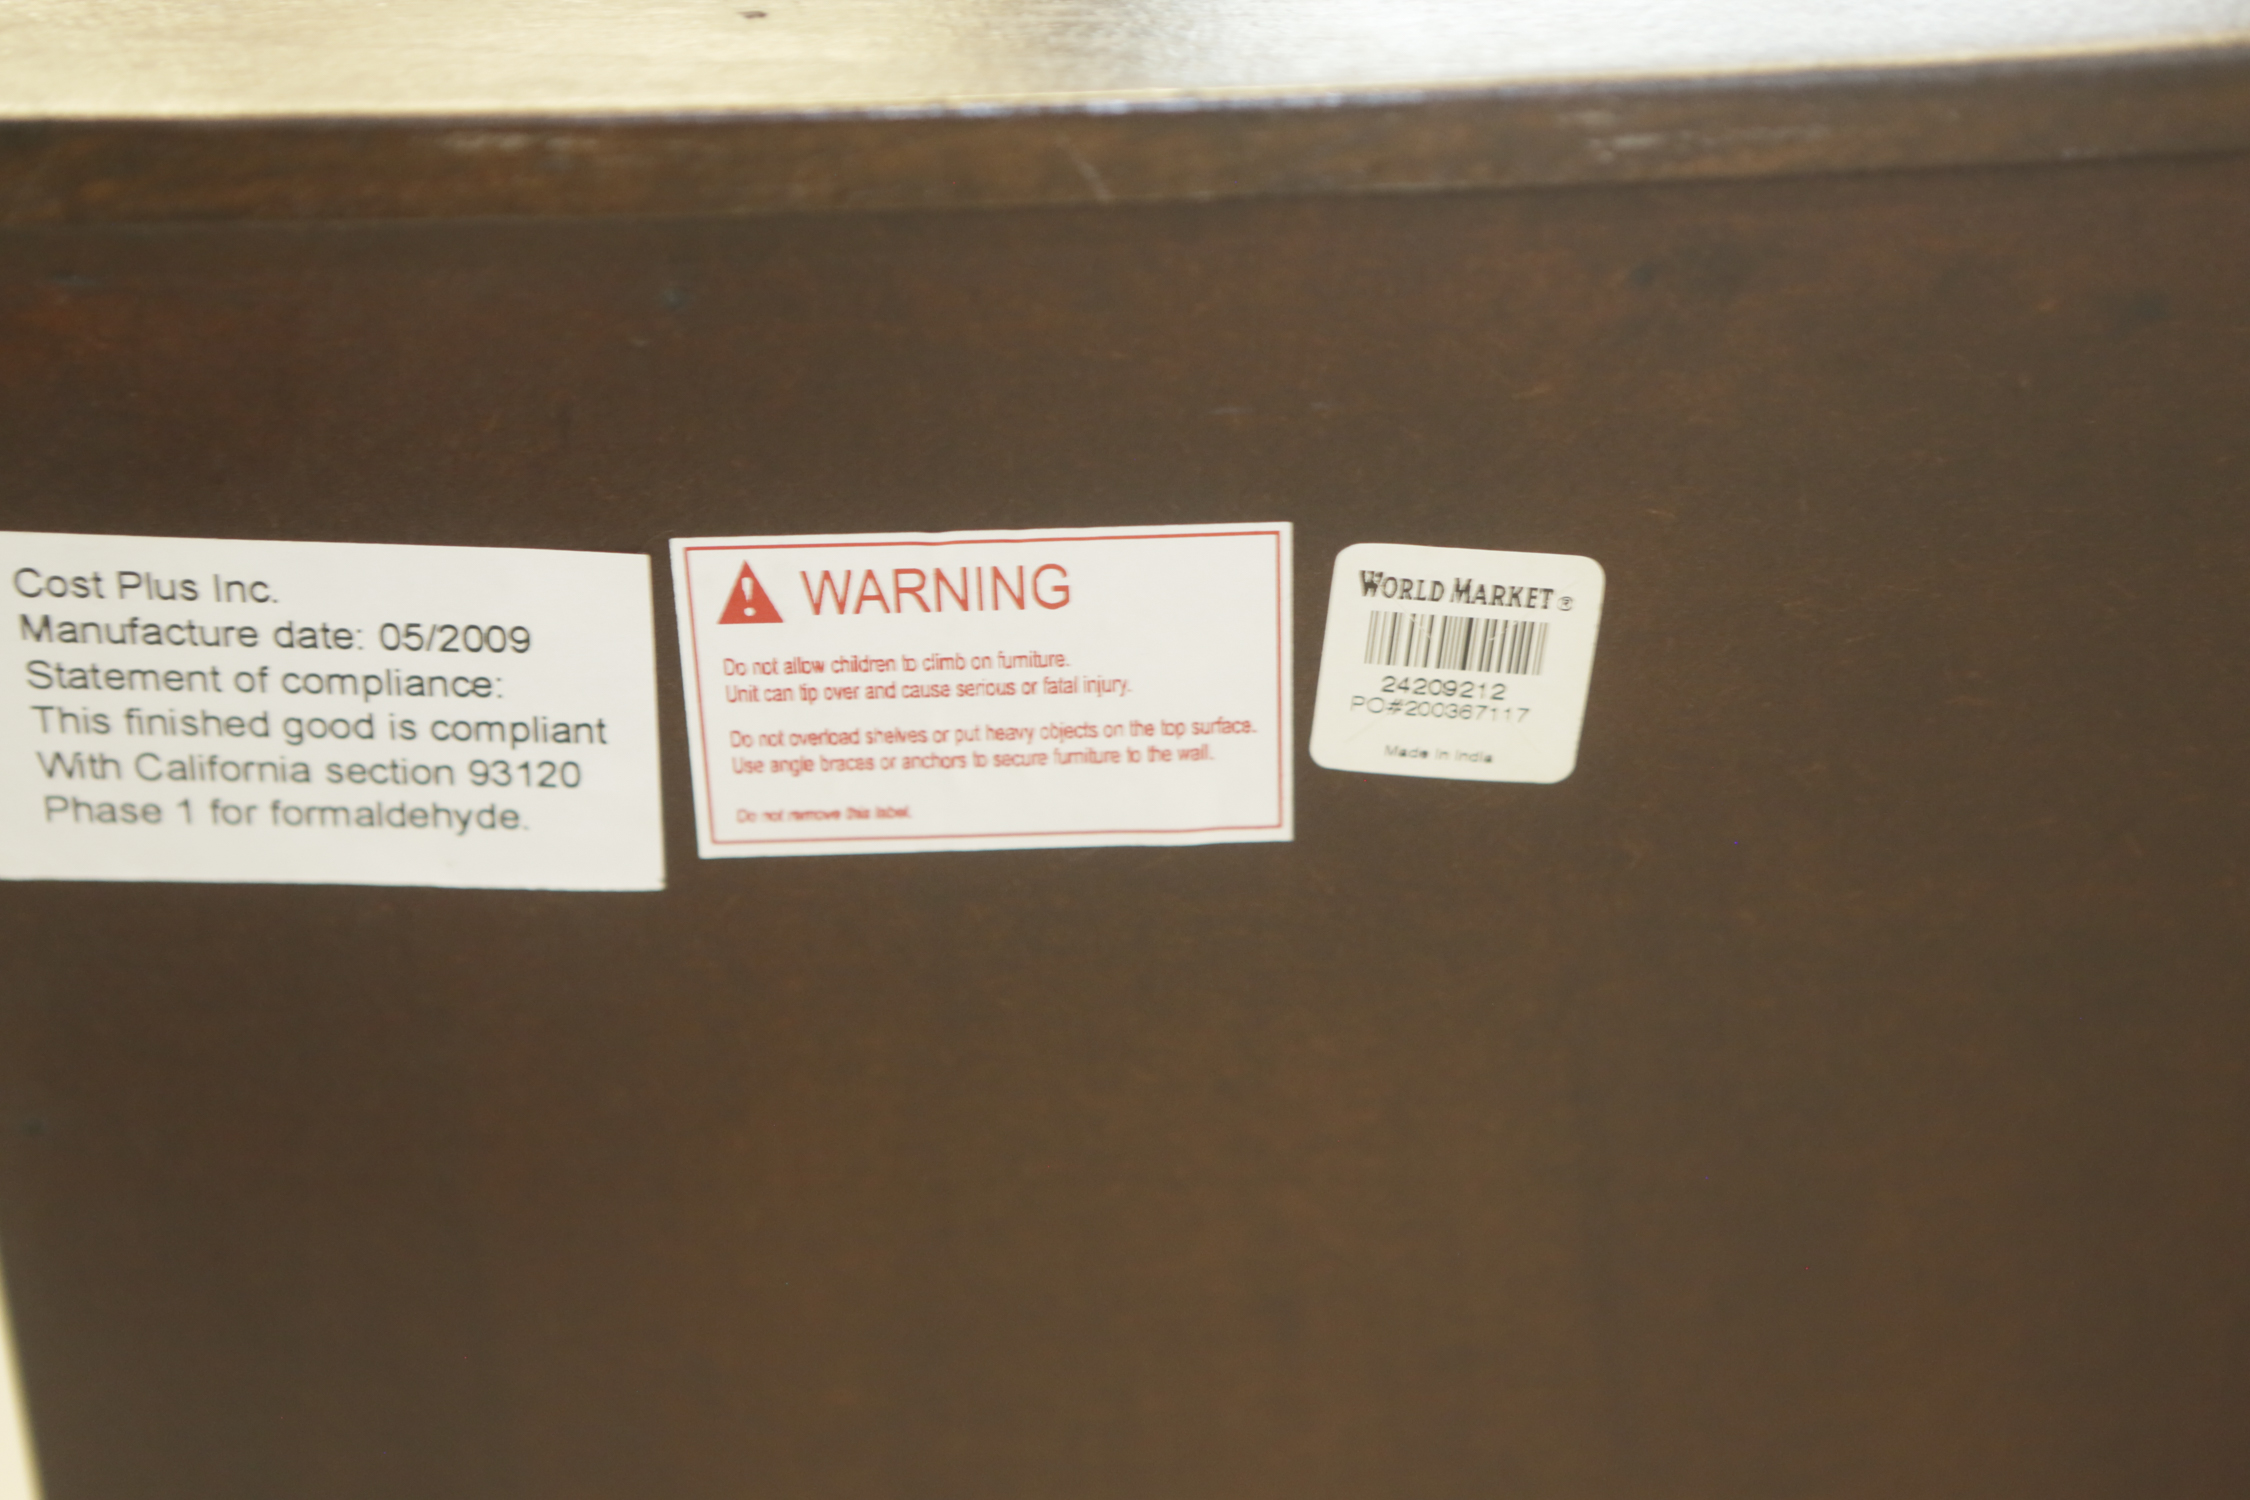 Cost Plus Inc.
Manufacture date: 05/2009
Statement of compliance:
This finished good is compliant
With California section 93120
Phase 1 for formaldehyde.
WARNING
Do not allow children to climb on furniture.
Unit can tip over and cause serious or fatal injury.
Do not overload shelves or put heavy objects on the top surface.
Use angle braces or anchors to secure furniture to the wall.
Do not remove this label.
WORLD MARKET®
24209212
PO#200367117
Made in India